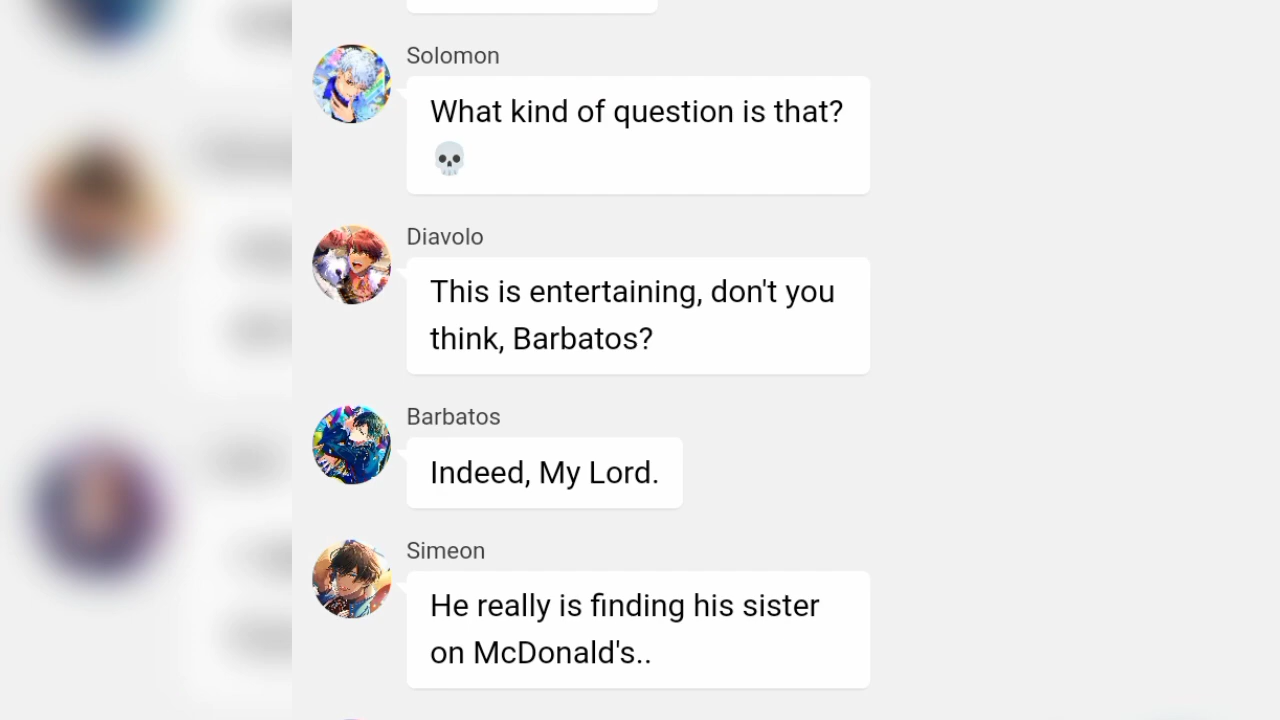 Solomon
What kind of question is that?
💀
Diavolo
This is entertaining, don't you
think, Barbatos?
Barbatos
Indeed, My Lord.
Simeon
He really is finding his sister
on McDonald's..